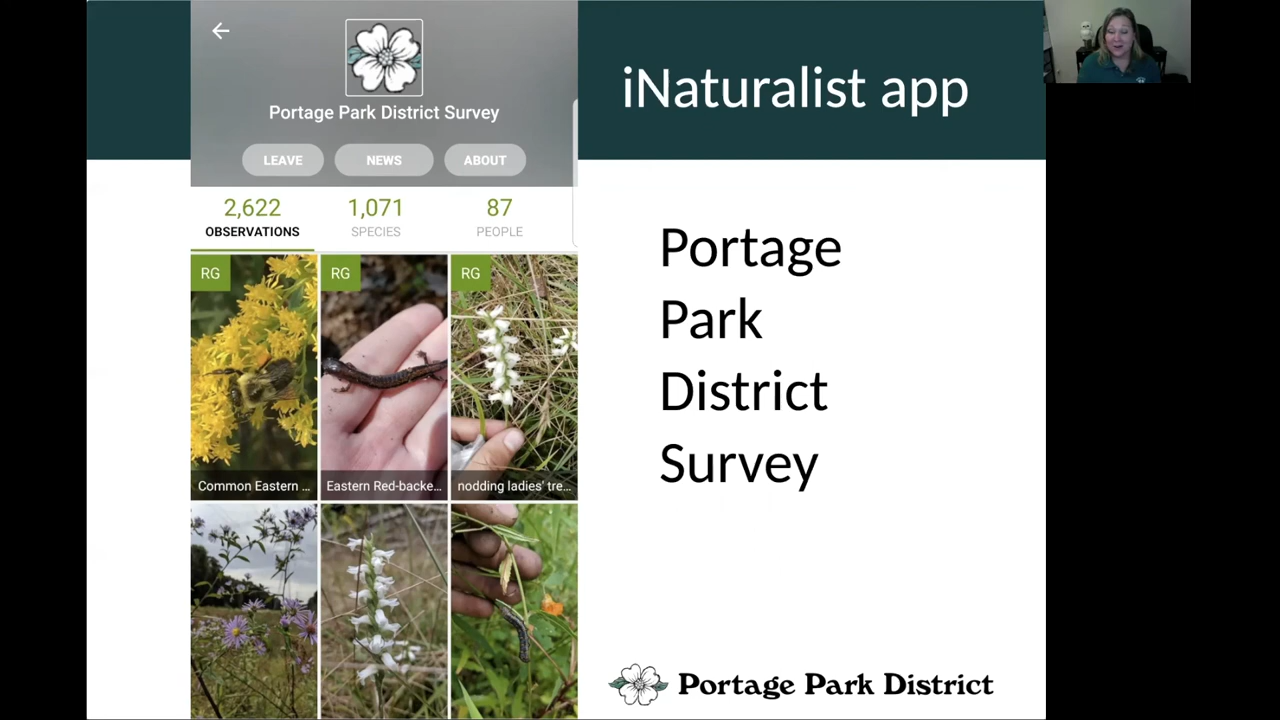 Portage Park District Survey
LEAVE NEWS ABOUT
2,622 1,071 87
OBSERVATIONS SPECIES PEOPLE
RG RG RG
Common Eastern ... Eastern Red-backe... nodding ladies' tre...
iNaturalist app
Portage
Park
District
Survey
Portage Park District